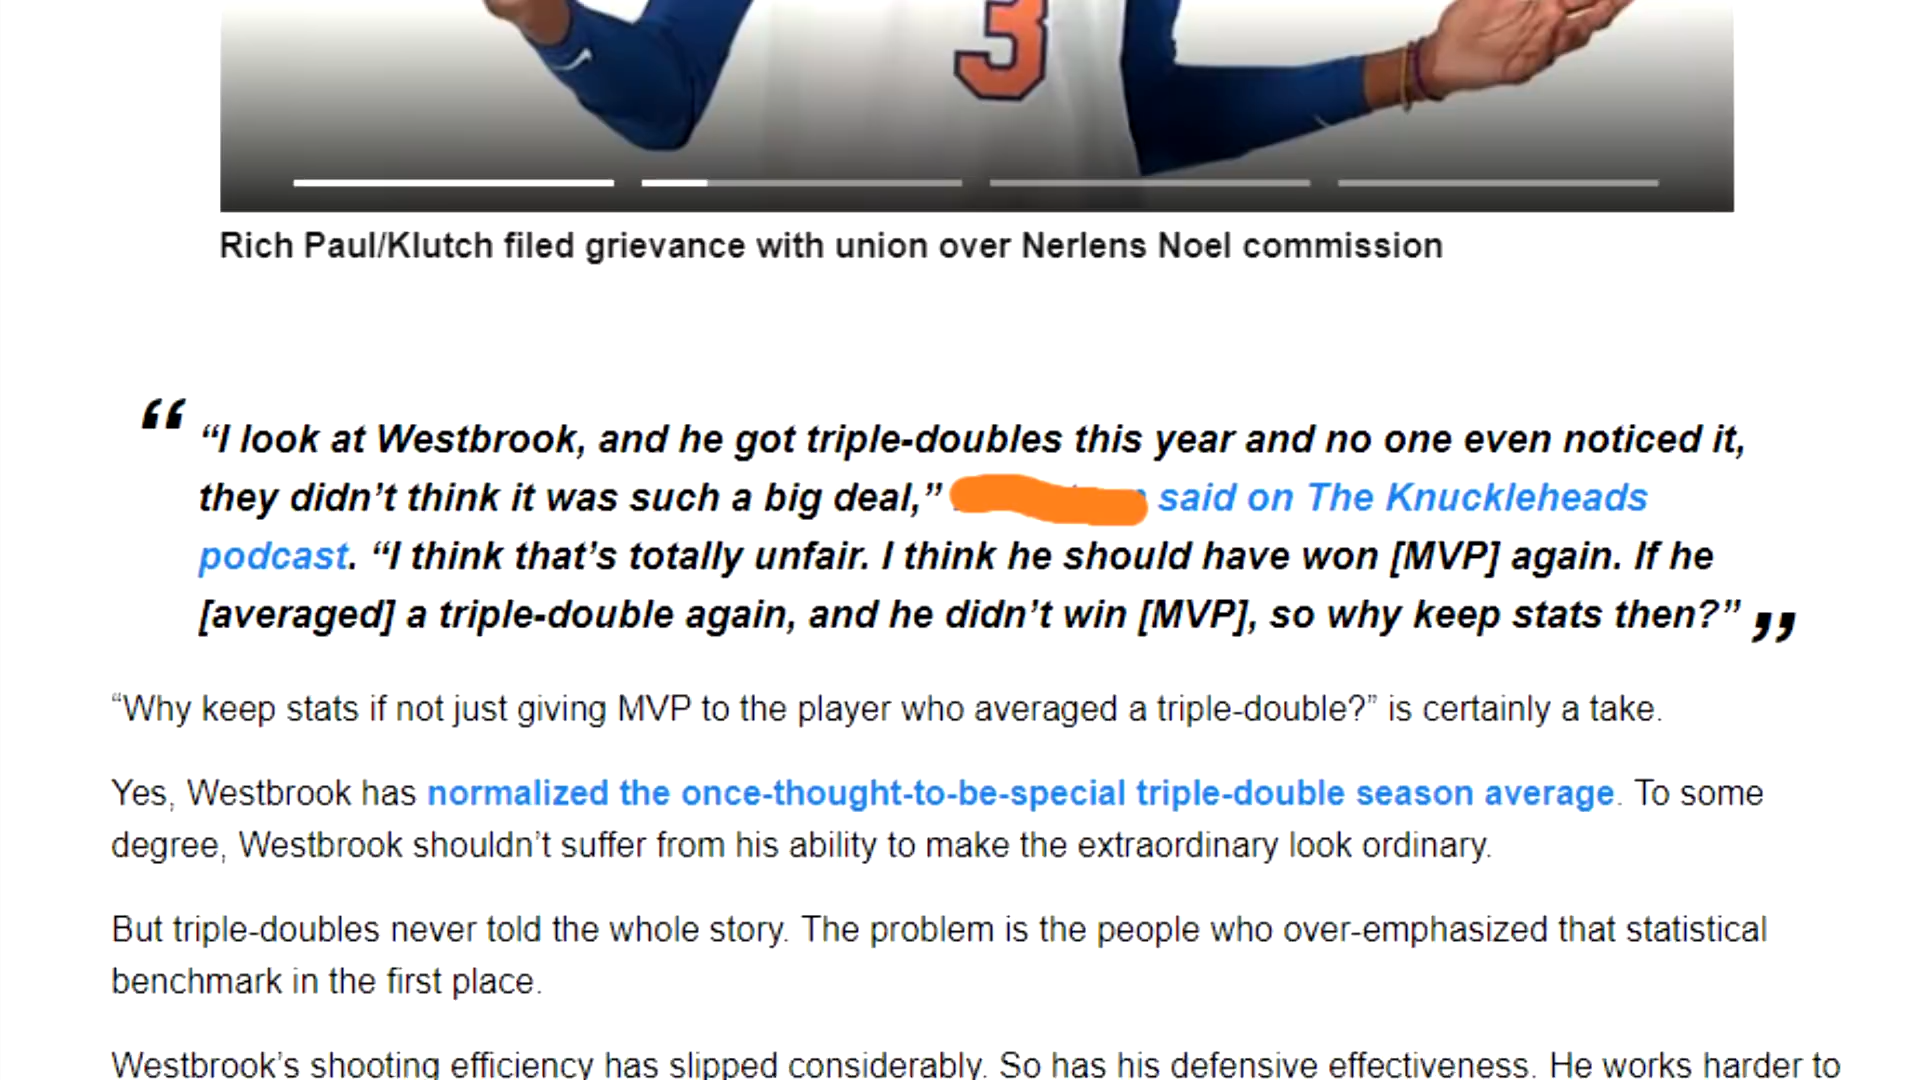 3
Rich Paul/Klutch filed grievance with union over Nerlens Noel commission
“
“I look at Westbrook, and he got triple-doubles this year and no one even noticed it,
they didn’t think it was such a big deal,” said on The Knuckleheads
podcast. “I think that’s totally unfair. I think he should have won [MVP] again. If he
[averaged] a triple-double again, and he didn’t win [MVP], so why keep stats then?”
”
“Why keep stats if not just giving MVP to the player who averaged a triple-double?” is certainly a take.
Yes, Westbrook has normalized the once-thought-to-be-special triple-double season average. To some
degree, Westbrook shouldn’t suffer from his ability to make the extraordinary look ordinary.
But triple-doubles never told the whole story. The problem is the people who over-emphasized that statistical
benchmark in the first place.
Westbrook’s shooting efficiency has slipped considerably. So has his defensive effectiveness. He works harder to